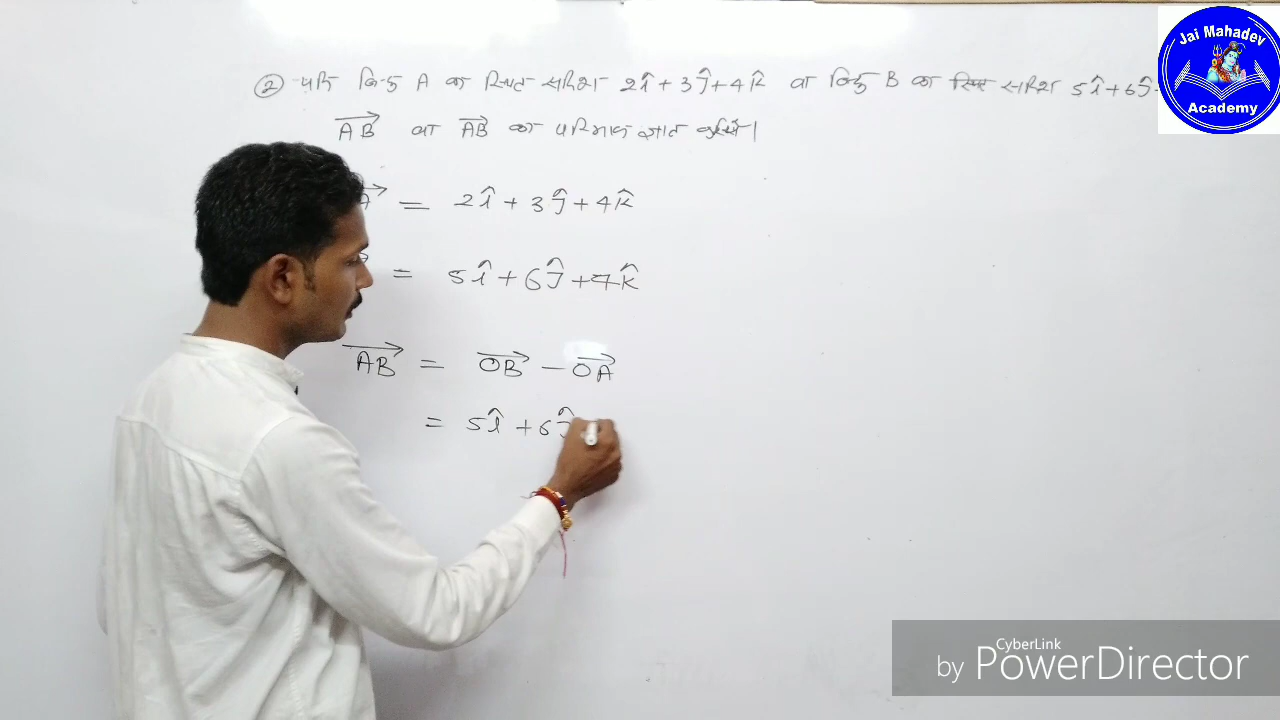 ② यदि बिन्दु A का स्थित सदिश 2î + 3ĵ + 4k̂ वा बिन्दु B का सदिश 5î + 6ĵ
AB⃗ वा AB⃗ का परिमाण ज्ञात करिये।
A⃗ = 2î + 3ĵ + 4k̂
= 5î + 6ĵ + 7k̂
AB⃗ = OB⃗ − OA⃗
= 5î + 6ĵ
Jai Mahadev
Academy
by CyberLink PowerDirector